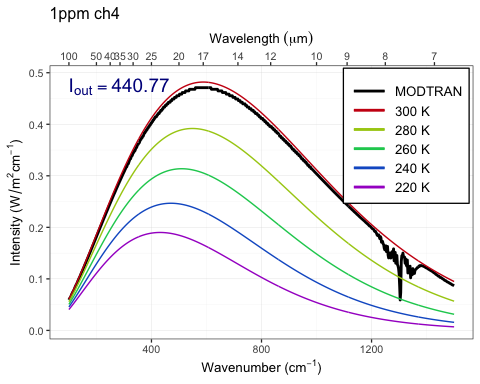 1ppm ch4
Wavelength (μm)
100 50 40 35 30 25 20 17 14 12 10 9 8 7
I_out = 440.77
MODTRAN
300 K
280 K
260 K
240 K
220 K
Intensity (W/m² cm⁻¹)
0.5
0.4
0.3
0.2
0.1
0.0
400 800 1200
Wavenumber (cm⁻¹)